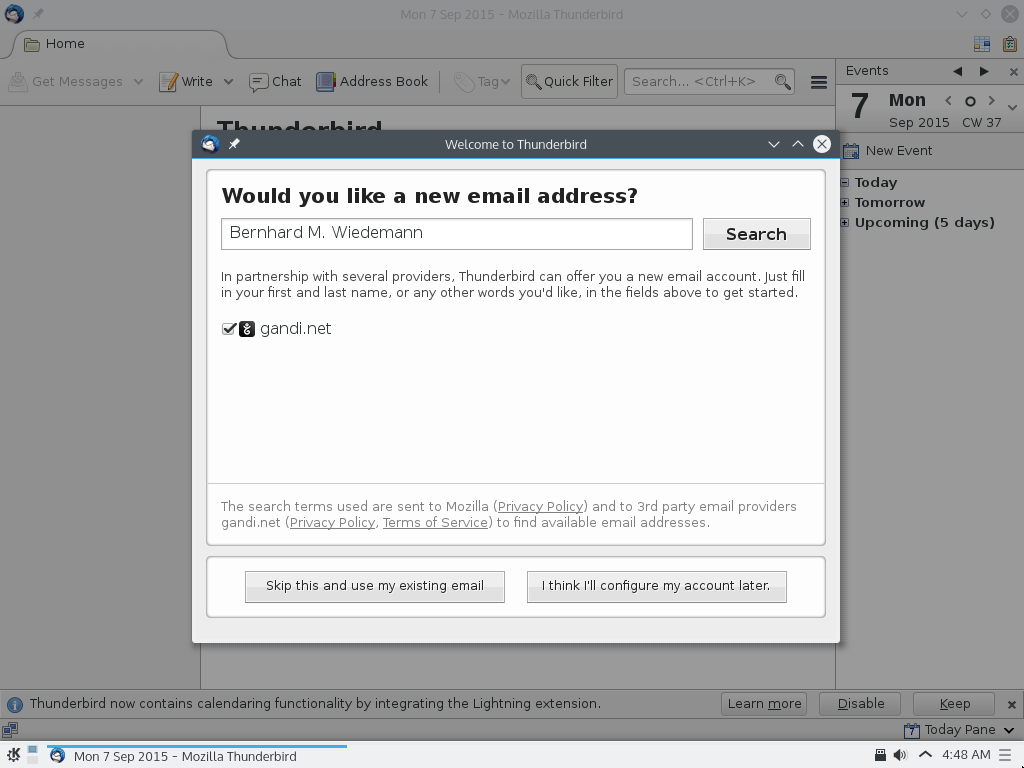 Mon 7 Sep 2015 – Mozilla Thunderbird
Home
Get Messages
Write
Chat
Address Book
Tag
Quick Filter
Search... <Ctrl+K>
Events
7
Mon
Sep 2015 CW 37
New Event
Today
Tomorrow
Upcoming (5 days)
Thunderbird
Welcome to Thunderbird
Would you like a new email address?
Bernhard M. Wiedemann
Search
In partnership with several providers, Thunderbird can offer you a new email account. Just fill
in your first and last name, or any other words you'd like, in the fields above to get started.
gandi.net
The search terms used are sent to Mozilla (Privacy Policy) and to 3rd party email providers
gandi.net (Privacy Policy, Terms of Service) to find available email addresses.
Skip this and use my existing email
I think I'll configure my account later.
Thunderbird now contains calendaring functionality by integrating the Lightning extension.
Learn more
Disable
Keep
7
Today Pane
Mon 7 Sep 2015 – Mozilla Thunderbird
4:48 AM